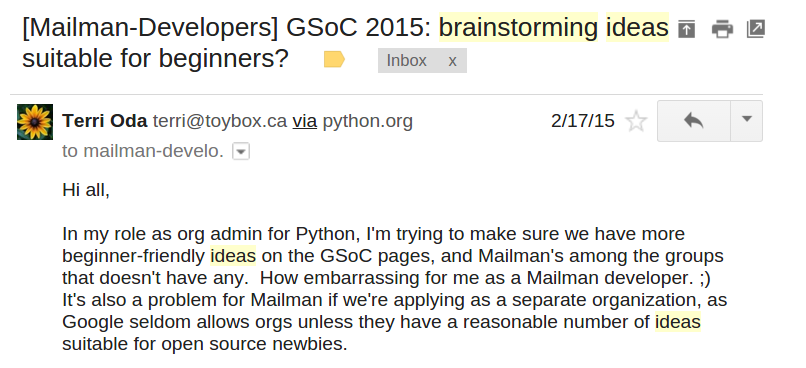 [Mailman-Developers] GSoC 2015: brainstorming ideas
suitable for beginners? Inbox x
Terri Oda terri@toybox.ca via python.org 2/17/15
to mailman-develo.
Hi all,
In my role as org admin for Python, I'm trying to make sure we have more
beginner-friendly ideas on the GSoC pages, and Mailman's among the groups
that doesn't have any.  How embarrassing for me as a Mailman developer. ;)
It's also a problem for Mailman if we're applying as a separate organization, as
Google seldom allows orgs unless they have a reasonable number of ideas
suitable for open source newbies.